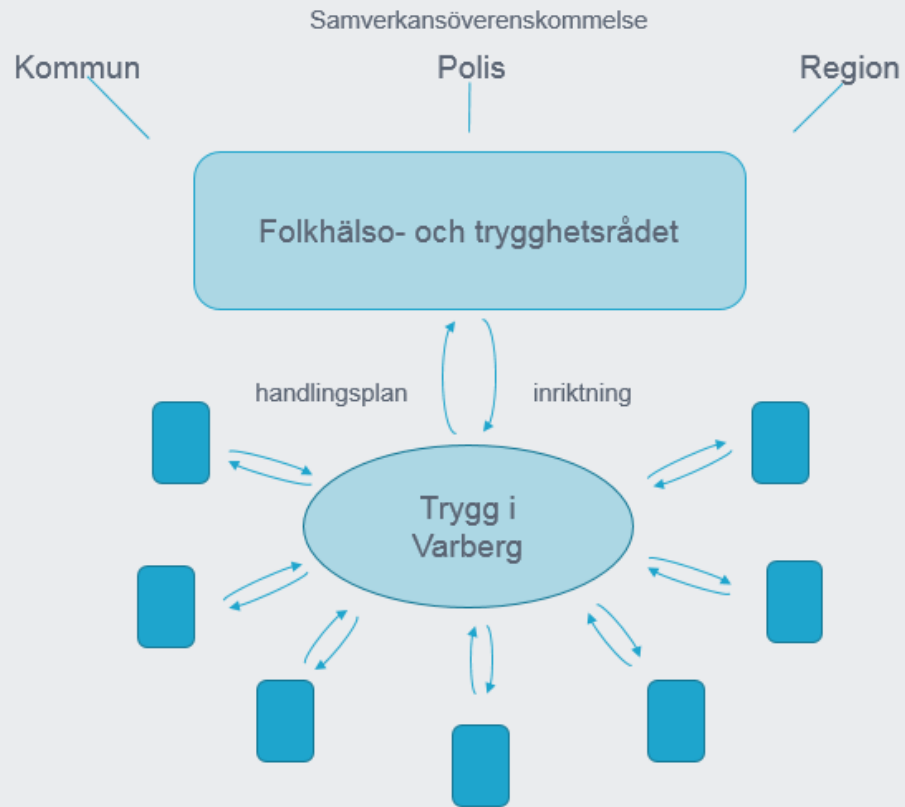 Samverkansöverenskommelse
Kommun
Polis
Region
Folkhälso- och trygghetsrådet
handlingsplan
inriktning
Trygg i
Varberg